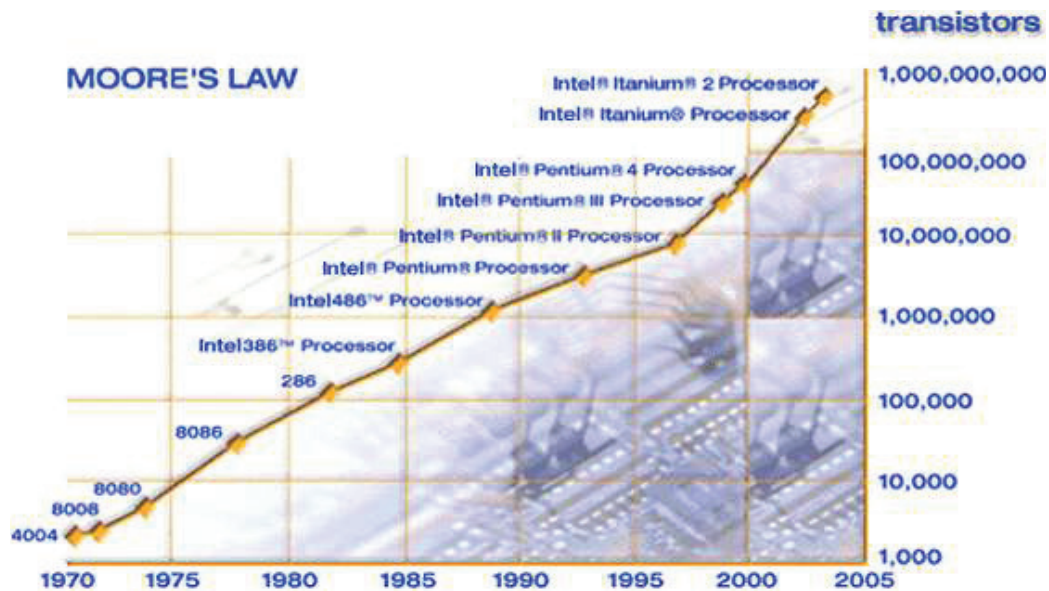 transistors
MOORE'S LAW
1,000,000,000
Intel® Itanium® 2 Processor
Intel® Itanium® Processor
100,000,000
Intel® Pentium® 4 Processor
Intel® Pentium® III Processor
Intel® Pentium® II Processor
10,000,000
Intel® Pentium® Processor
Intel486™ Processor
1,000,000
Intel386™ Processor
286
100,000
8086
8080
10,000
8008
4004
1,000
1970 1975 1980 1985 1990 1995 2000 2005